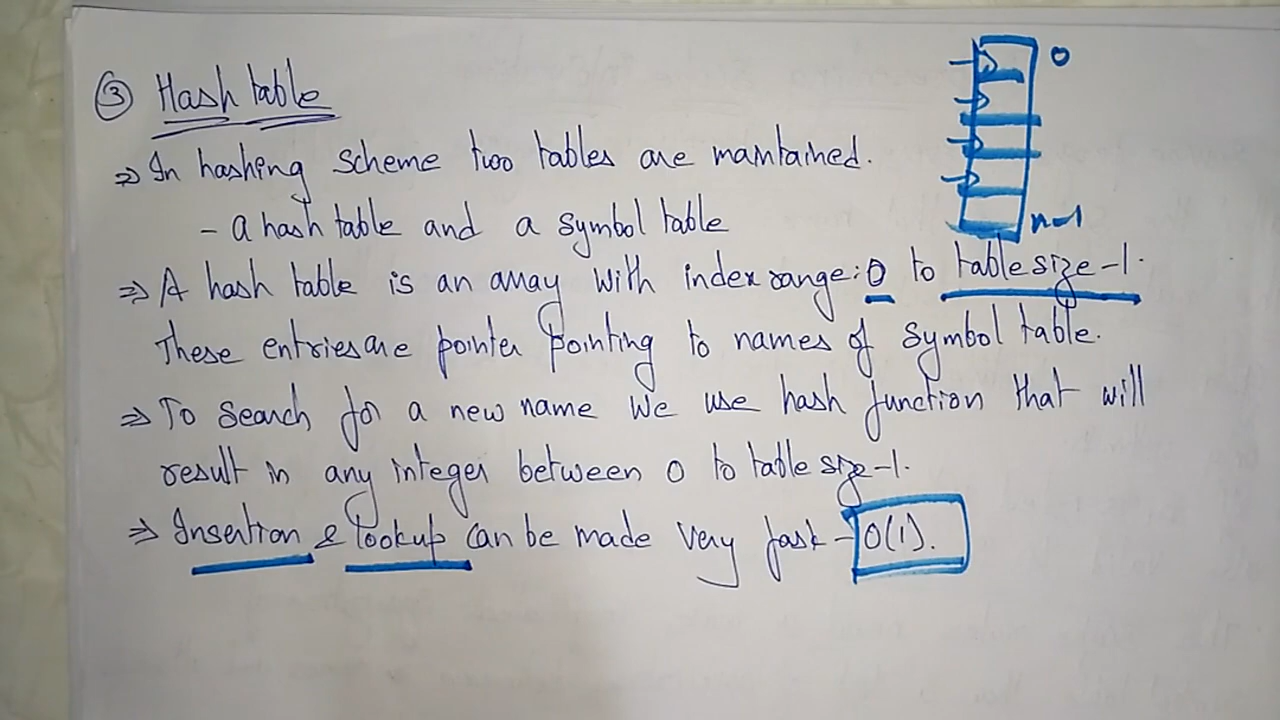 ③ Hash table
0
⇒ In hashing scheme two tables are maintained.
- a hash table and a symbol table
n-1
⇒ A hash table is an array with index range: 0 to table size-1.
These entries are pointer pointing to names of symbol table.
⇒ To search for a new name we use hash function that will
result in any integer between 0 to table size-1.
⇒ Insertion & lookup can be made very fast - O(1).